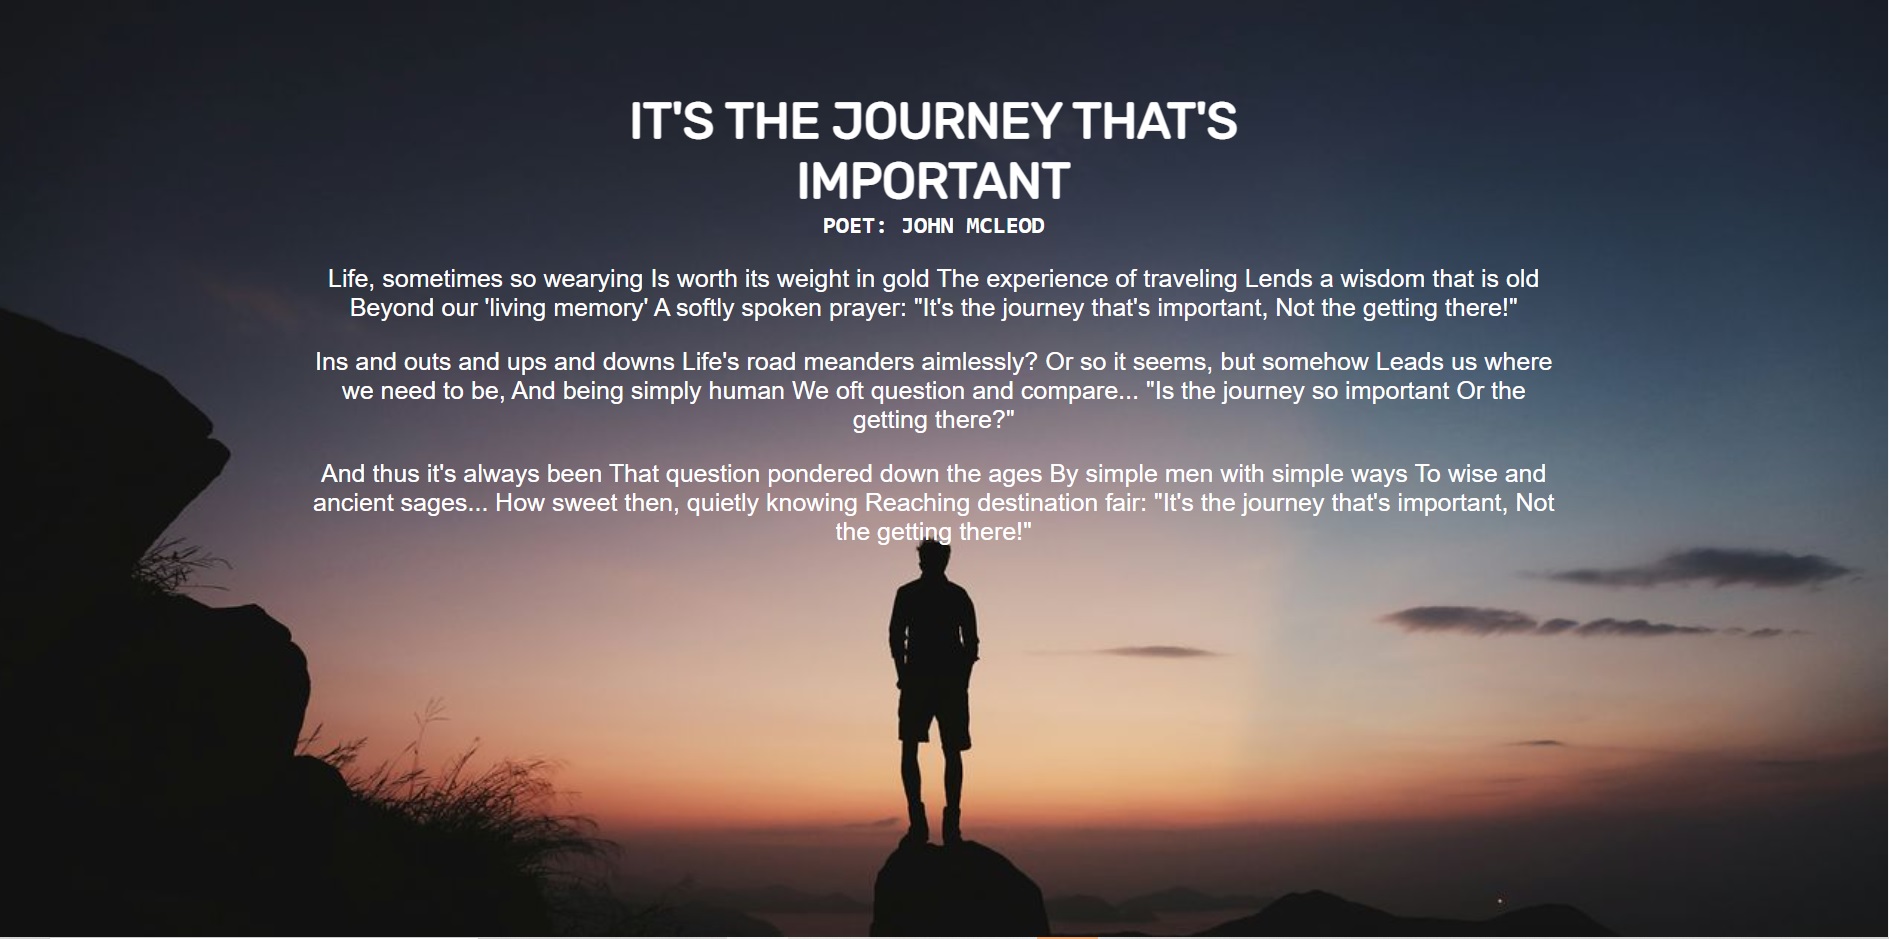 IT'S THE JOURNEY THAT'S
IMPORTANT
POET: JOHN MCLEOD
Life, sometimes so wearying Is worth its weight in gold The experience of traveling Lends a wisdom that is old
Beyond our 'living memory' A softly spoken prayer: "It's the journey that's important, Not the getting there!"
Ins and outs and ups and downs Life's road meanders aimlessly? Or so it seems, but somehow Leads us where
we need to be, And being simply human We oft question and compare... "Is the journey so important Or the
getting there?"
And thus it's always been That question pondered down the ages By simple men with simple ways To wise and
ancient sages... How sweet then, quietly knowing Reaching destination fair: "It's the journey that's important, Not
the getting there!"